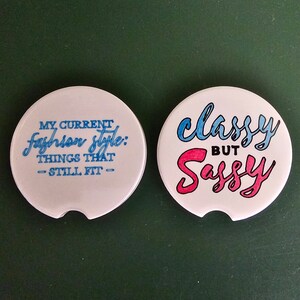 MY CURRENT
fashion style:
THINGS THAT
- STILL FIT -
classy
BUT
Sassy